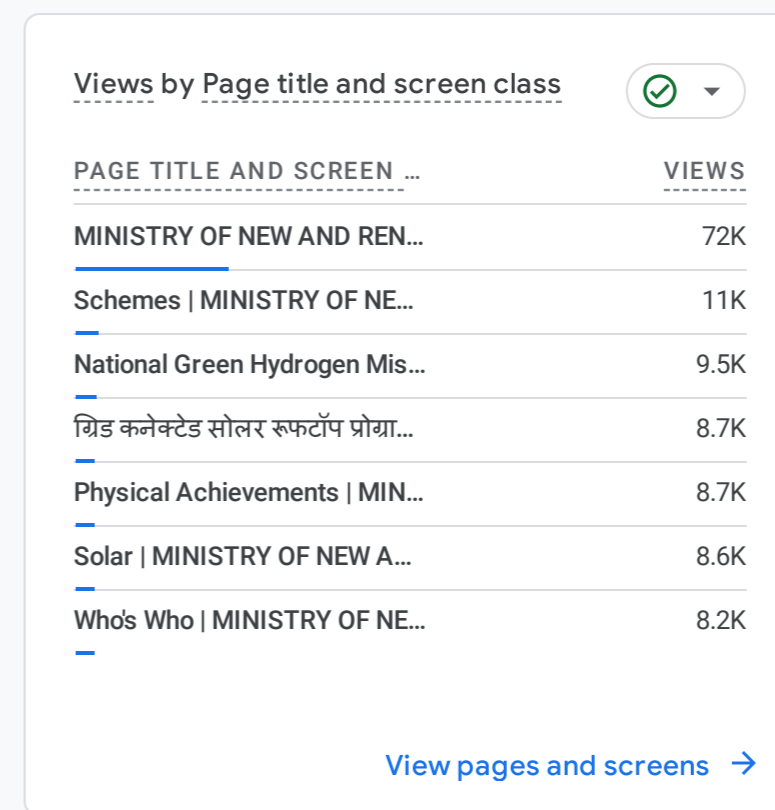 Views by Page title and screen class
PAGE TITLE AND SCREEN ... VIEWS
MINISTRY OF NEW AND REN... 72K
Schemes | MINISTRY OF NE... 11K
National Green Hydrogen Mis... 9.5K
ग्रिड कनेक्टेड सोलर रूफटॉप प्रोग्रा... 8.7K
Physical Achievements | MIN... 8.7K
Solar | MINISTRY OF NEW A... 8.6K
Who's Who | MINISTRY OF NE... 8.2K
View pages and screens →